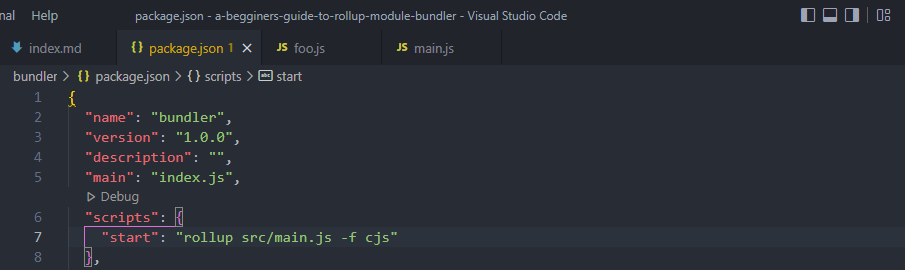 nal Help package.json - a-begginers-guide-to-rollup-module-bundler - Visual Studio Code
index.md {} package.json 1 × JS foo.js JS main.js
bundler > {} package.json > {} scripts > abc start
1 {
2 "name": "bundler",
3 "version": "1.0.0",
4 "description": "",
5 "main": "index.js",
Debug
6 "scripts": {
7 "start": "rollup src/main.js -f cjs"
8 },